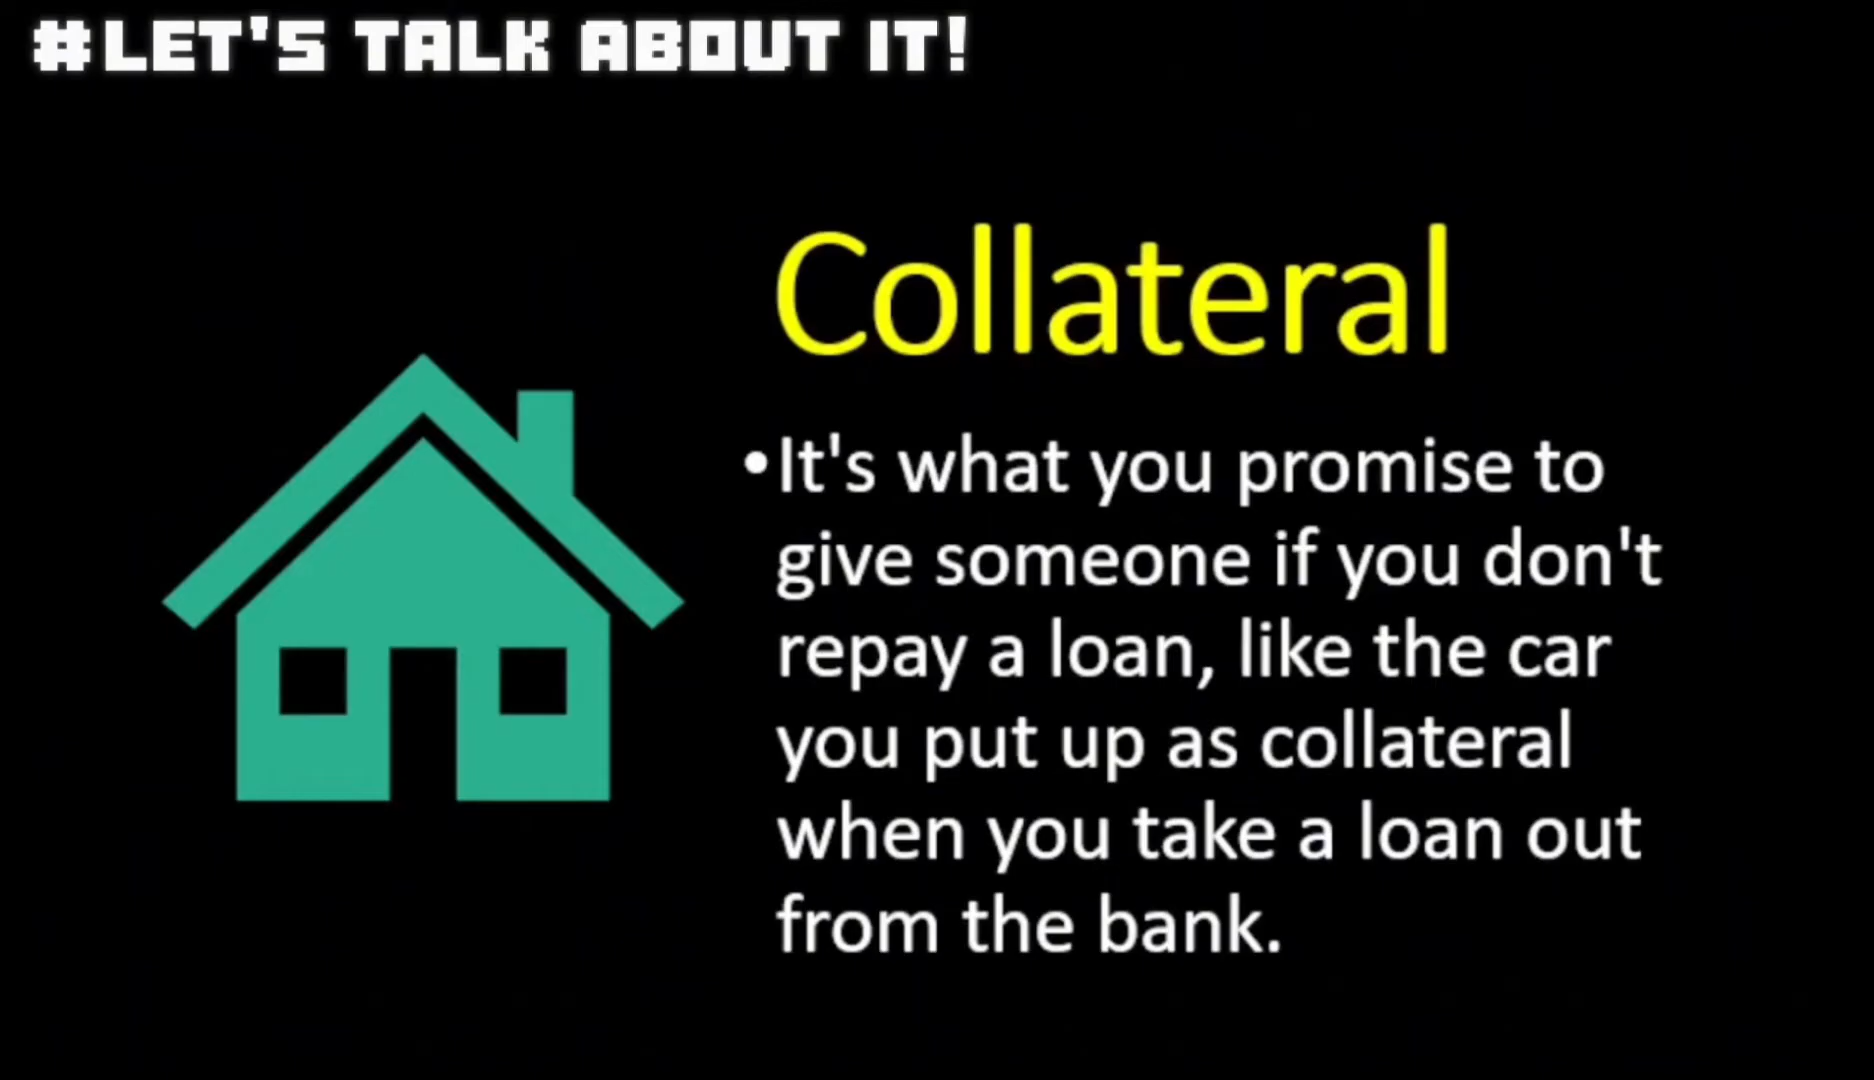 #LET'S TALK ABOUT IT!
Collateral
•It's what you promise to
give someone if you don't
repay a loan, like the car
you put up as collateral
when you take a loan out
from the bank.